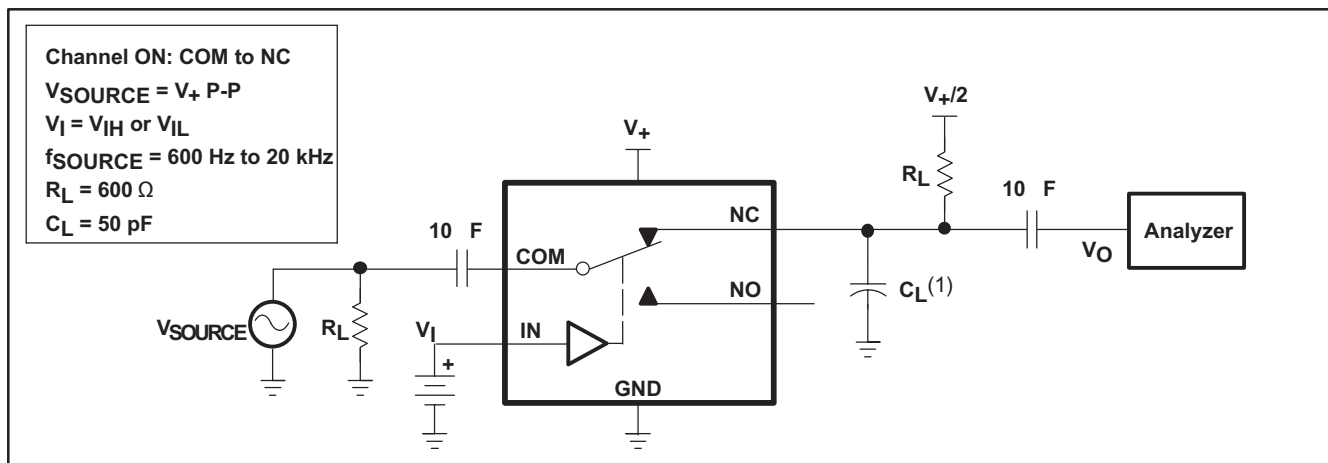 Channel ON: COM to NC
VSOURCE = V+ P-P
VI = VIH or VIL
fSOURCE = 600 Hz to 20 kHz
RL = 600 Ω
CL = 50 pF
V+/2
V+
RL
10 F
10 F
NC
COM
Analyzer
VO
NO
CL(1)
VSOURCE
RL
VI
IN
+
GND